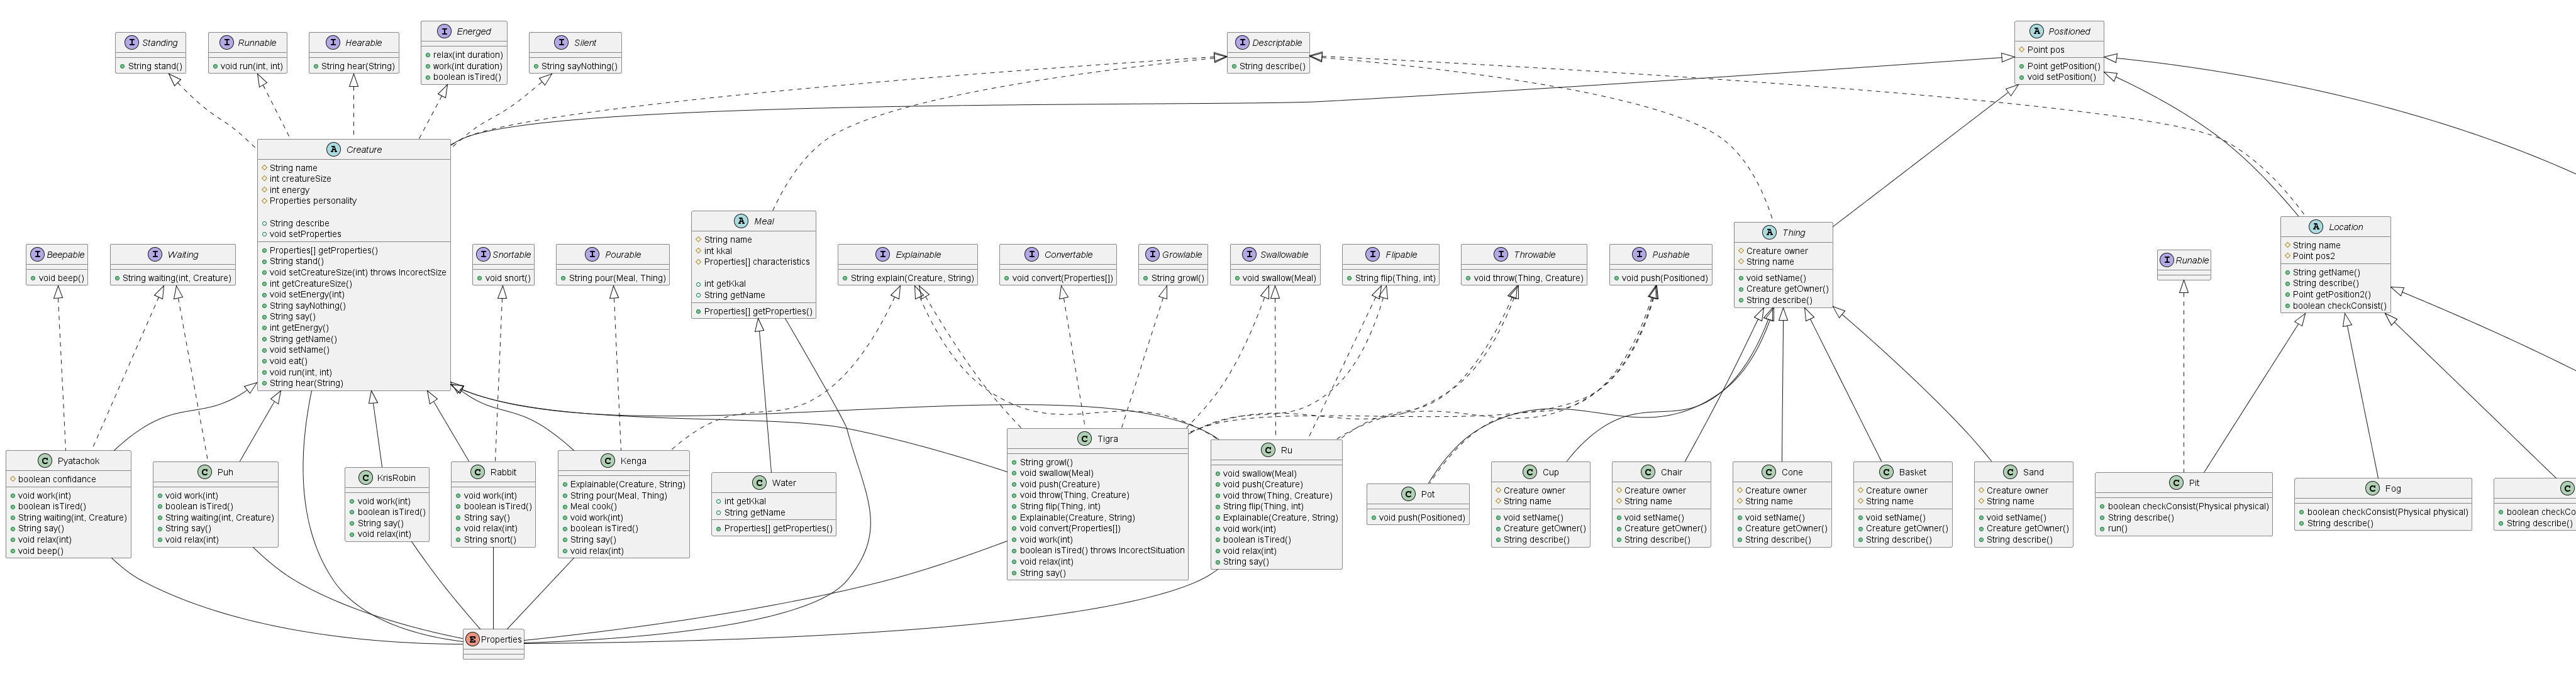 I Standing
String stand()
I Runnable
void run(int, int)
I Hearable
String hear(String)
I Energed
relax(int duration)
work(int duration)
boolean isTired()
I Silent
String sayNothing()
I Descriptable
String describe()
A Positioned
Point pos
Point getPosition()
void setPosition()
A Creature
String name
int creatureSize
int energy
Properties personality
String describe
void setProperties
Properties[] getProperties()
String stand()
void setCreatureSize(int) throws IncorectSize
int getCreatureSize()
void setEnergy(int)
String sayNothing()
String say()
int getEnergy()
String getName()
void setName()
void eat()
void run(int, int)
String hear(String)
I Beepable
void beep()
I Waiting
String waiting(int, Creature)
I Snortable
void snort()
I Pourable
String pour(Meal, Thing)
A Meal
String name
int kkal
Properties[] characteristics
int getKkal
String getName
Properties[] getProperties()
I Explainable
String explain(Creature, String)
I Convertable
void convert(Properties[])
I Growlable
String growl()
I Swallowable
void swallow(Meal)
I Flipable
String flip(Thing, int)
I Throwable
void throw(Thing, Creature)
I Pushable
void push(Positioned)
A Thing
Creature owner
String name
void setName()
Creature getOwner()
String describe()
I Runable
A Location
String name
Point pos2
String getName()
String describe()
Point getPosition2()
boolean checkConsist()
C Pyatachok
boolean confidance
void work(int)
boolean isTired()
String waiting(int, Creature)
String say()
void relax(int)
void beep()
C Puh
void work(int)
boolean isTired()
String waiting(int, Creature)
String say()
void relax(int)
C KrisRobin
void work(int)
boolean isTired()
String say()
void relax(int)
C Rabbit
void work(int)
boolean isTired()
String say()
void relax(int)
String snort()
C Kenga
Explainable(Creature, String)
String pour(Meal, Thing)
Meal cook()
void work(int)
boolean isTired()
String say()
void relax(int)
C Water
int getKkal
String getName
Properties[] getProperties()
C Tigra
String growl()
void swallow(Meal)
void push(Creature)
void throw(Thing, Creature)
String flip(Thing, int)
Explainable(Creature, String)
void convert(Properties[])
void work(int)
boolean isTired() throws IncorectSituation
void relax(int)
String say()
C Ru
void swallow(Meal)
void push(Creature)
void throw(Thing, Creature)
String flip(Thing, int)
Explainable(Creature, String)
void work(int)
boolean isTired()
void relax(int)
String say()
C Pot
void push(Positioned)
C Cup
Creature owner
String name
void setName()
Creature getOwner()
String describe()
C Chair
Creature owner
String name
void setName()
Creature getOwner()
String describe()
C Cone
Creature owner
String name
void setName()
Creature getOwner()
String describe()
C Basket
Creature owner
String name
void setName()
Creature getOwner()
String describe()
C Sand
Creature owner
String name
void setName()
Creature getOwner()
String describe()
C Pit
boolean checkConsist(Physical physical)
String describe()
run()
C Fog
boolean checkConsist(Physical physical)
String describe()
C
boolean checkCo
String describe()
E Properties